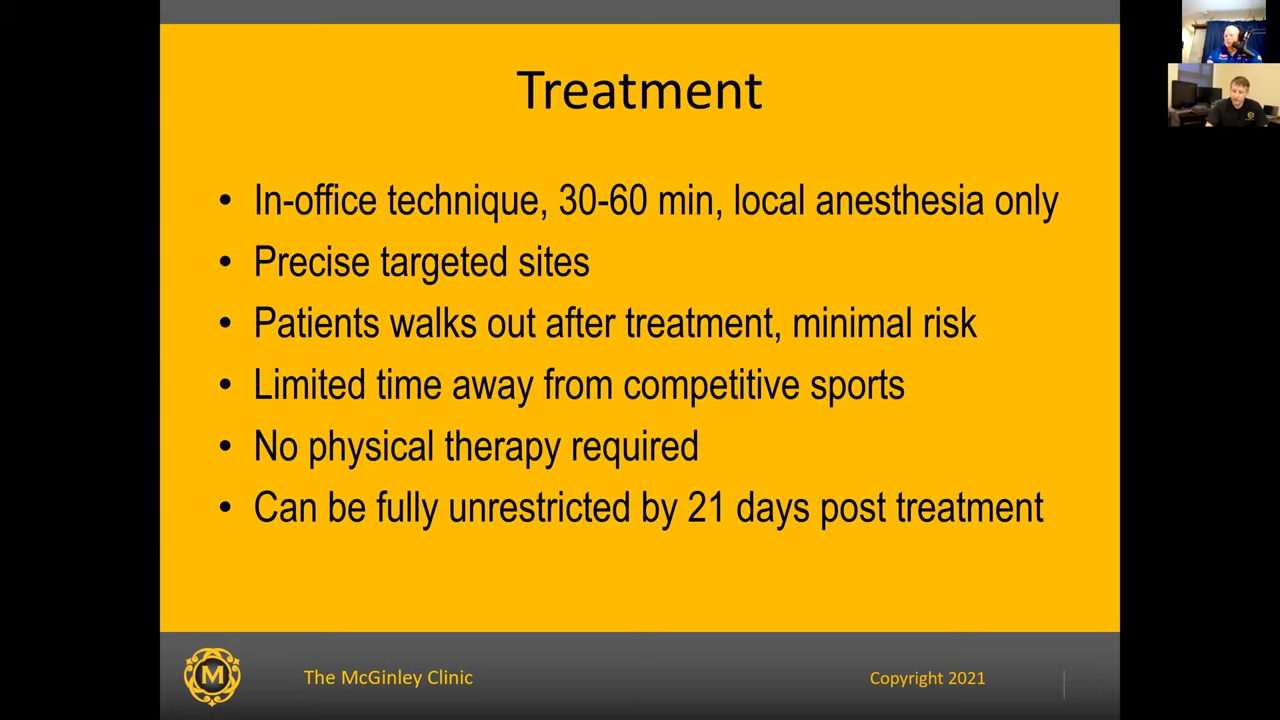 Treatment
• In-office technique, 30-60 min, local anesthesia only
• Precise targeted sites
• Patients walks out after treatment, minimal risk
• Limited time away from competitive sports
• No physical therapy required
• Can be fully unrestricted by 21 days post treatment
M
The McGinley Clinic
Copyright 2021